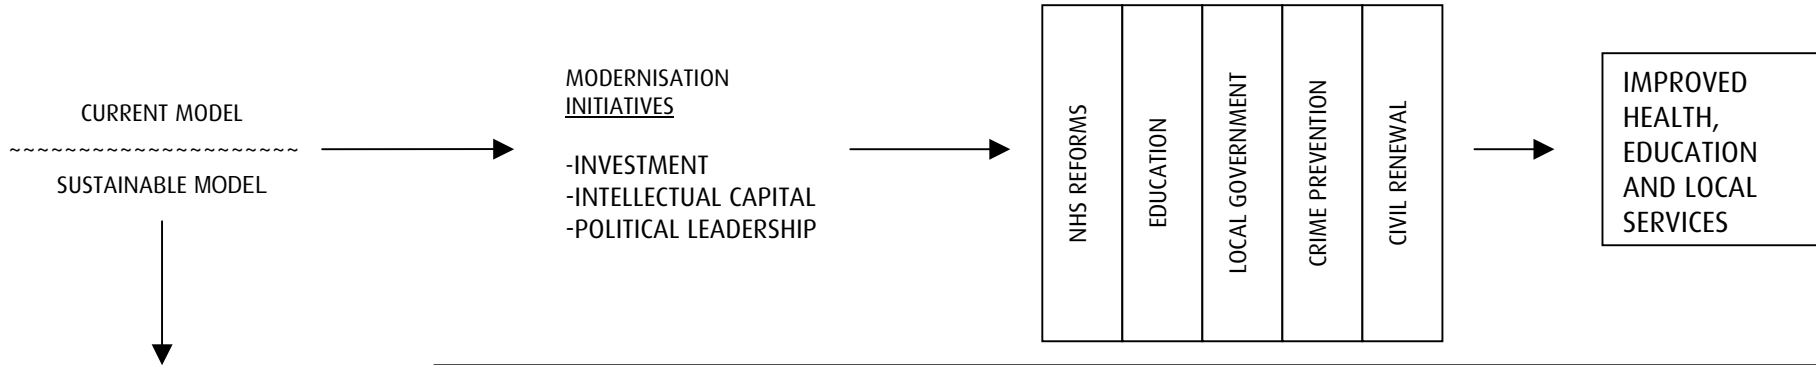 CURRENT MODEL
~~~~~~~~~~~~~~~~~~~~~
SUSTAINABLE MODEL
MODERNISATION
INITIATIVES
-INVESTMENT
-INTELLECTUAL CAPITAL
-POLITICAL LEADERSHIP
NHS REFORMS
EDUCATION
LOCAL GOVERNMENT
CRIME PREVENTION
CIVIL RENEWAL
IMPROVED
HEALTH,
EDUCATION
AND LOCAL
SERVICES